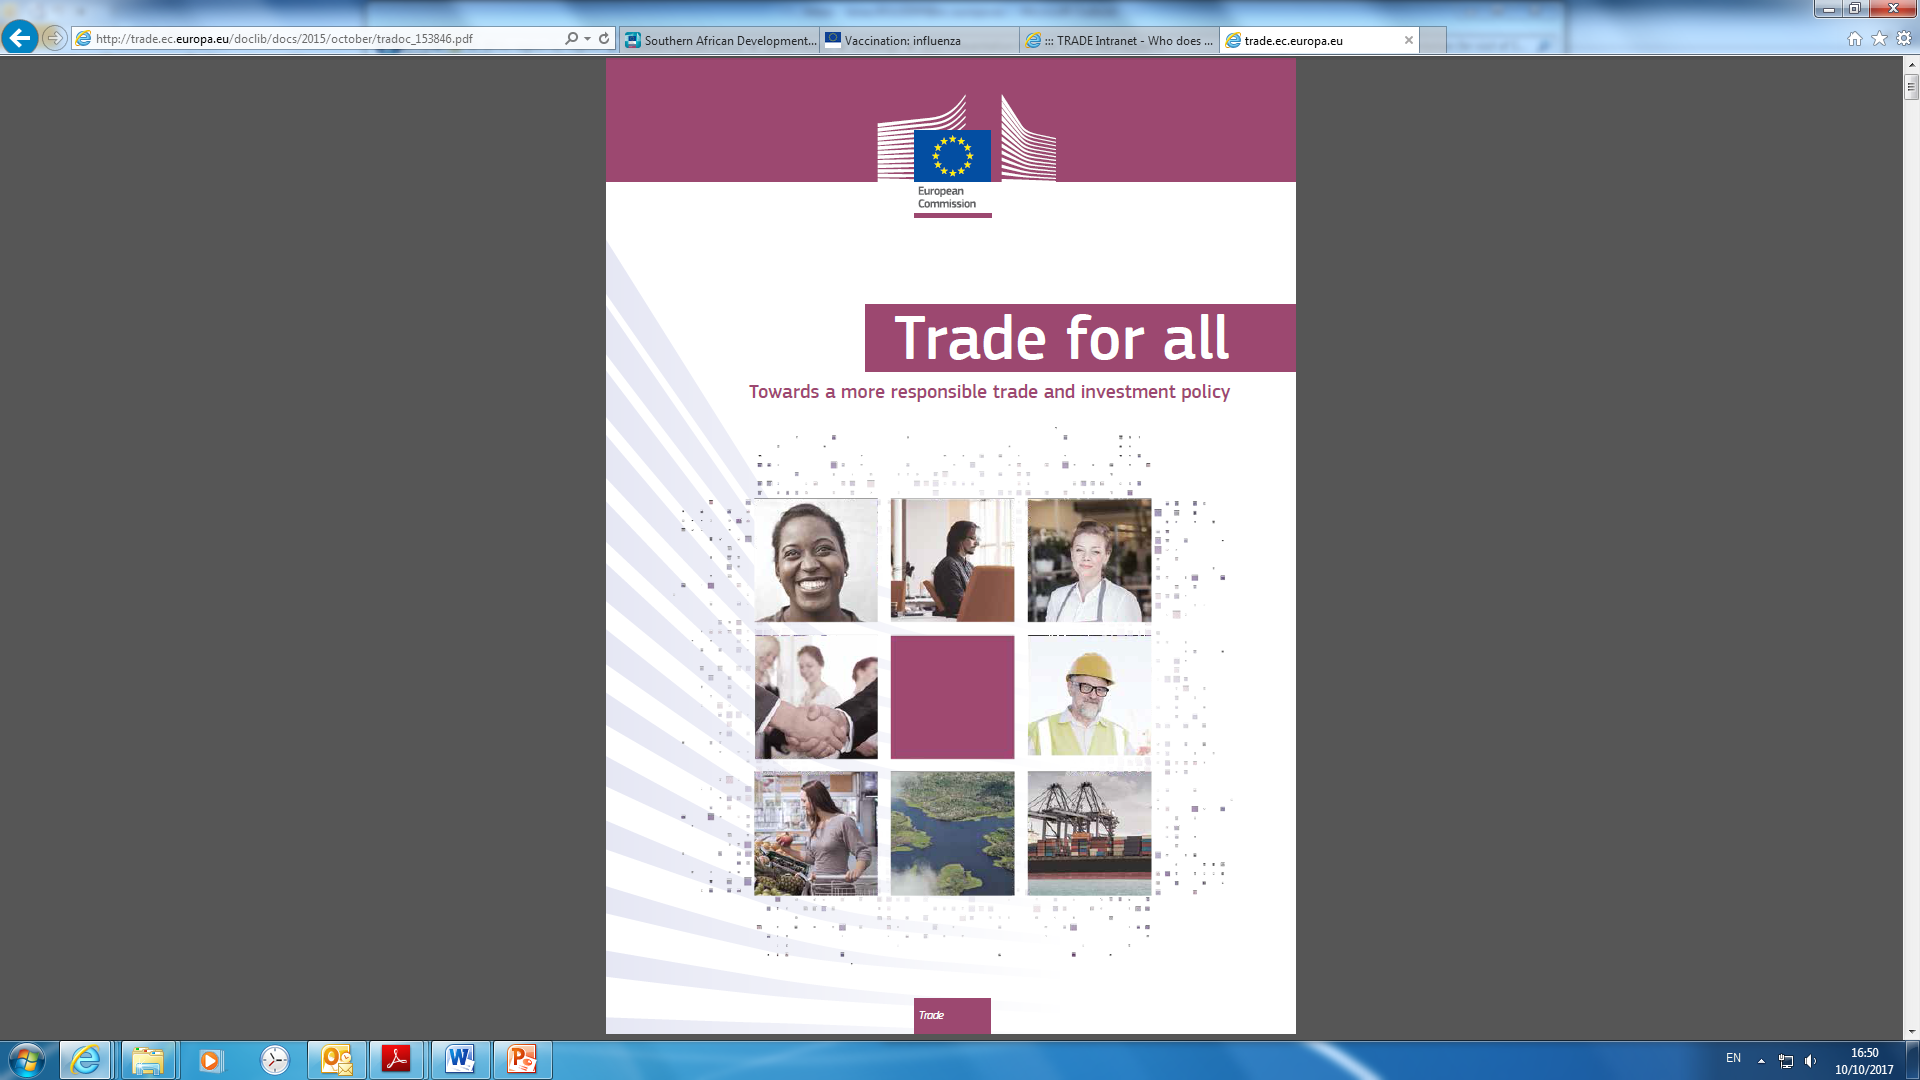 http://trade.ec.europa.eu/doclib/docs/2015/october/tradoc_153846.pdf
Southern African Development...
Vaccination: influenza
::: TRADE Intranet - Who does ...
trade.ec.europa.eu
European
Commission
Trade for all
Towards a more responsible trade and investment policy
Trade
EN
16:50
10/10/2017